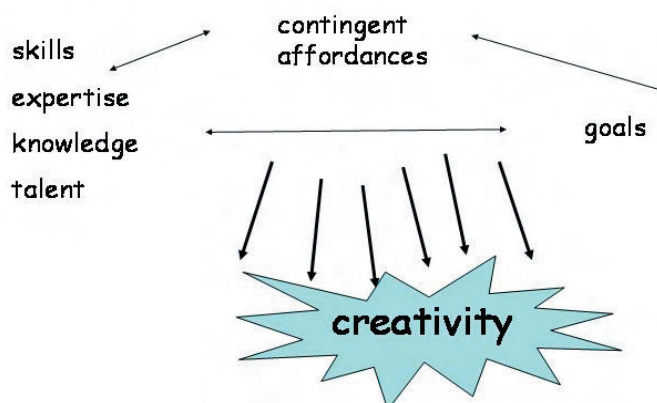 contingent
affordances
skills
expertise
knowledge
talent
goals
creativity